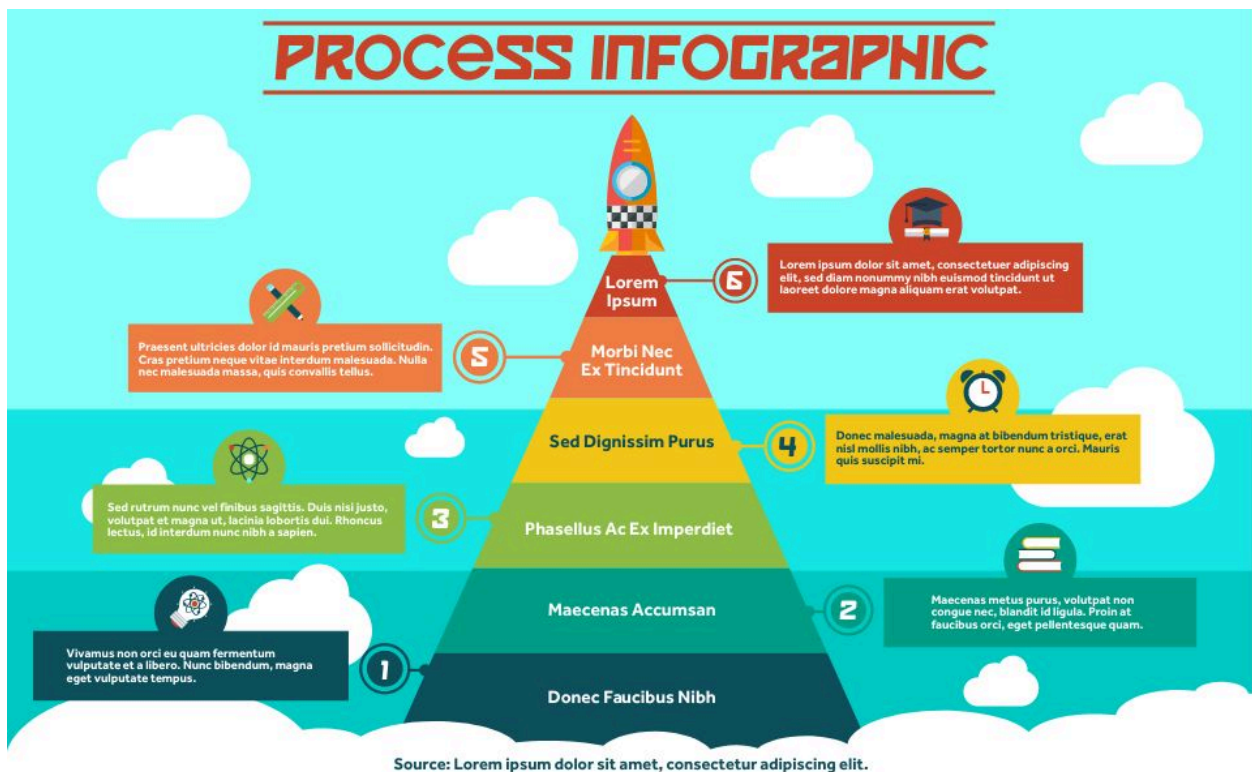 PROCESS INFOGRAPHIC
Lorem
Ipsum
6
Lorem ipsum dolor sit amet, consectetuer adipiscing
elit, sed diam nonummy nibh euismod tincidunt ut
laoreet dolore magna aliquam erat volutpat.
Praesent ultricies dolor id mauris pretium sollicitudin.
Cras pretium neque vitae interdum malesuada. Nulla
nec malesuada massa, quis convallis tellus.
5
Morbi Nec
Ex Tincidunt
Sed Dignissim Purus
4
Donec malesuada, magna at bibendum tristique, erat
nisl mollis nibh, ac semper tortor nunc a orci. Mauris
quis suscipit mi.
Sed rutrum nunc vel finibus sagittis. Duis nisi justo,
volutpat et magna ut, lacinia lobortis dui. Rhoncus
lectus, id interdum nunc nibh a sapien.
3
Phasellus Ac Ex Imperdiet
Maecenas Accumsan
2
Maecenas metus purus, volutpat non
congue nec, blandit id ligula. Proin at
faucibus orci, eget pellentesque quam.
Vivamus non orci eu quam fermentum
vulputate et a libero. Nunc bibendum, magna
eget vulputate tempus.
1
Donec Faucibus Nibh
Source: Lorem ipsum dolor sit amet, consectetur adipiscing elit.